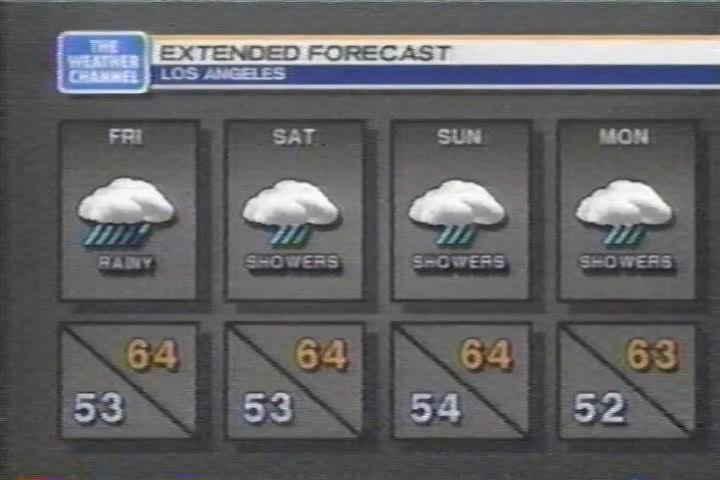 THE
WEATHER
CHANNEL
EXTENDED FORECAST
LOS ANGELES
FRI SAT SUN MON
RAINY SHOWERS SHOWERS SHOWERS
64 64 64 63
53 53 54 52